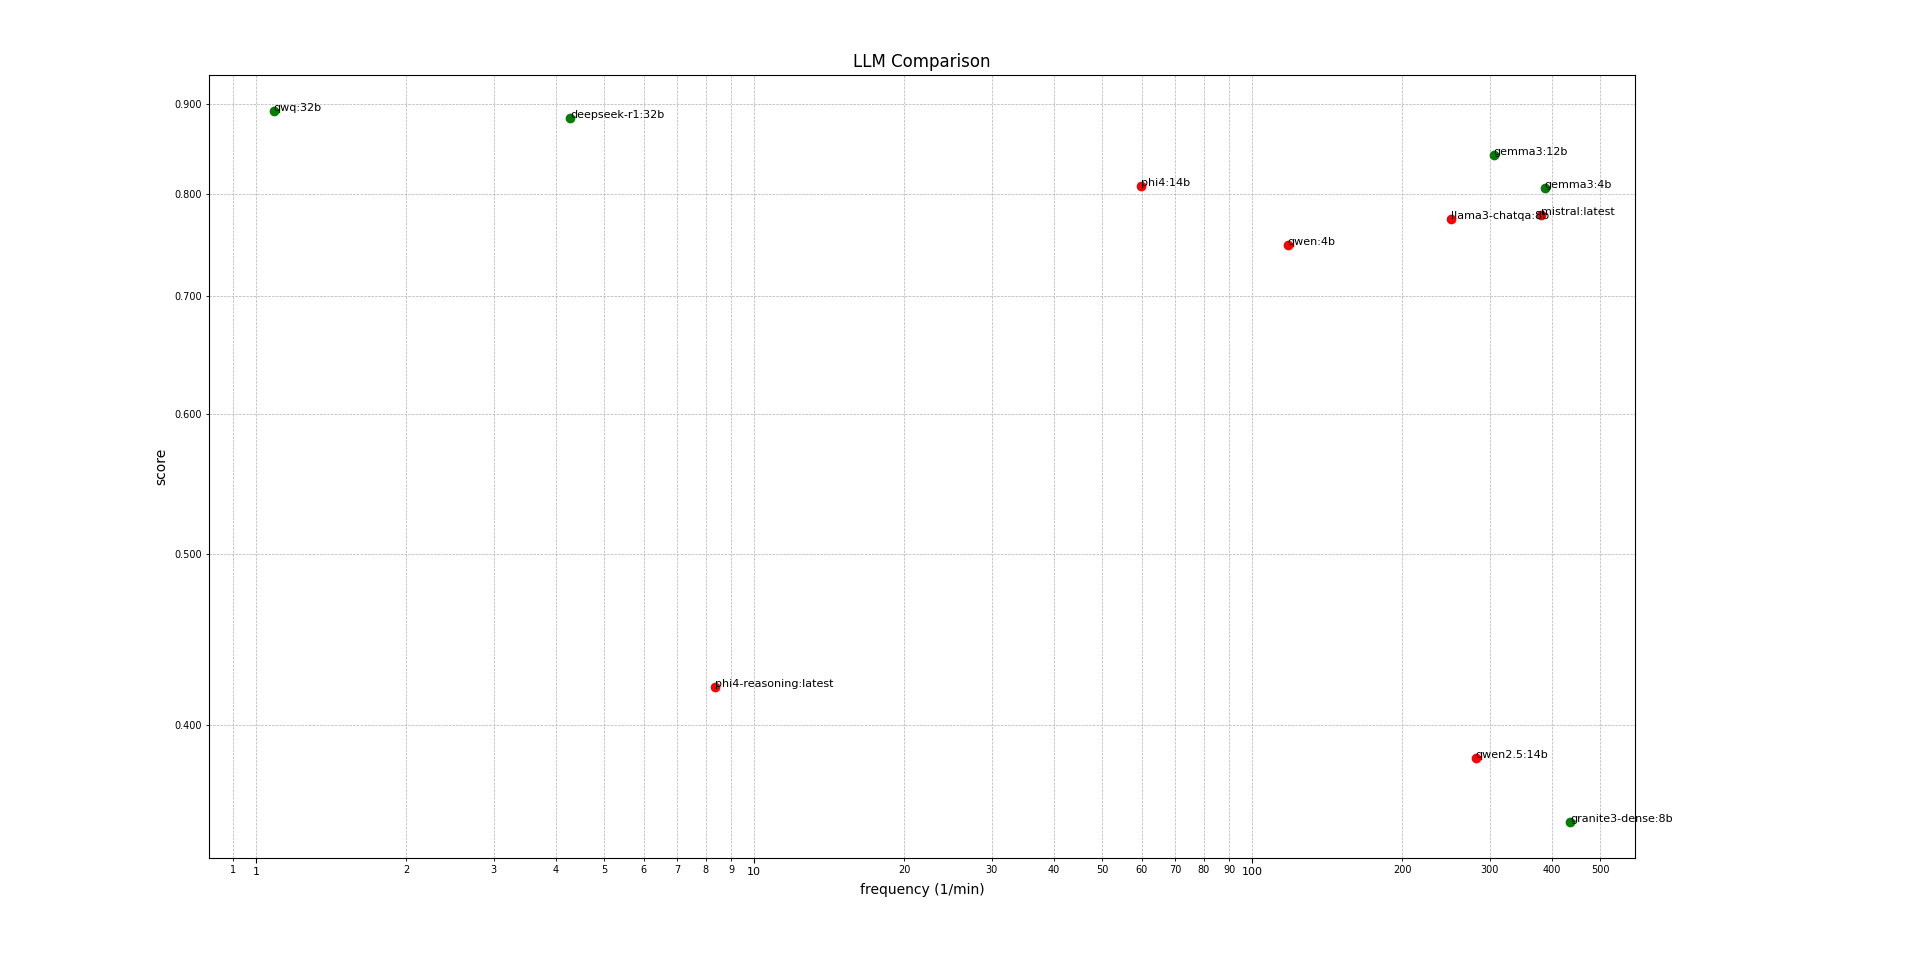 LLM Comparison
0.900
qwq:32b
deepseek-r1:32b
gemma3:12b
phi4:14b
gemma3:4b
0.800
llama3-chatqa:8b
mistral:latest
qwen:4b
0.700
0.600
score
0.500
phi4-reasoning:latest
0.400
qwen2.5:14b
granite3-dense:8b
1 1 2 3 4 5 6 7 8 9 10 20 30 40 50 60 70 80 90 100 200 300 400 500
frequency (1/min)